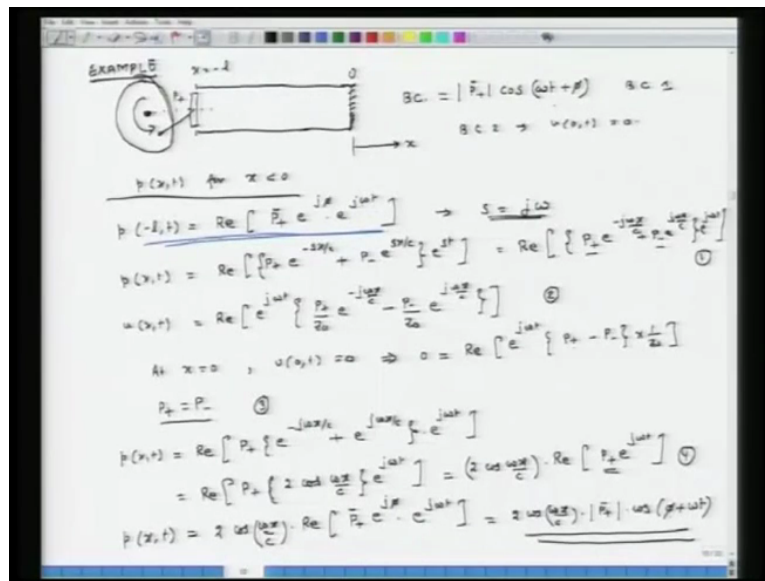 EXAMPLE
x=-l
0
P+
x
B.C. = |P̄+| cos (ωt+φ) B.C 1
B.C 2 → u(0,t) = 0.
p(x,t) for x < 0
p(-l,t) = Re [ P̄+ e^{jφ} · e^{jωt} ] → s = jω
p(x,t) = Re [ { P+ e^{-sx/c} + P- e^{sx/c} } e^{st} ] = Re [ { P+ e^{-jωx/c} + P- e^{jωx/c} } e^{jωt} ] ①
u(x,t) = Re [ e^{jωt} { P+/Z0 e^{-jωx/c} - P-/Z0 e^{jωx/c} } ] ②
At x=0 , u(0,t) = 0 ⇒ 0 = Re [ e^{jωt} { P+ - P- } × 1/Z0 ]
P+ = P- ③
p(x,t) = Re [ P+ { e^{-jωx/c} + e^{jωx/c} } · e^{jωt} ]
= Re [ P+ { 2 cos ωx/c } e^{jωt} ] = (2 cos ωx/c) · Re [ P+ e^{jωt} ] ④
p(x,t) = 2 cos(ωx/c) · Re [ P̄+ e^{jφ} · e^{jωt} ] = 2 cos(ωx/c) · |P̄+| · cos (φ+ωt)